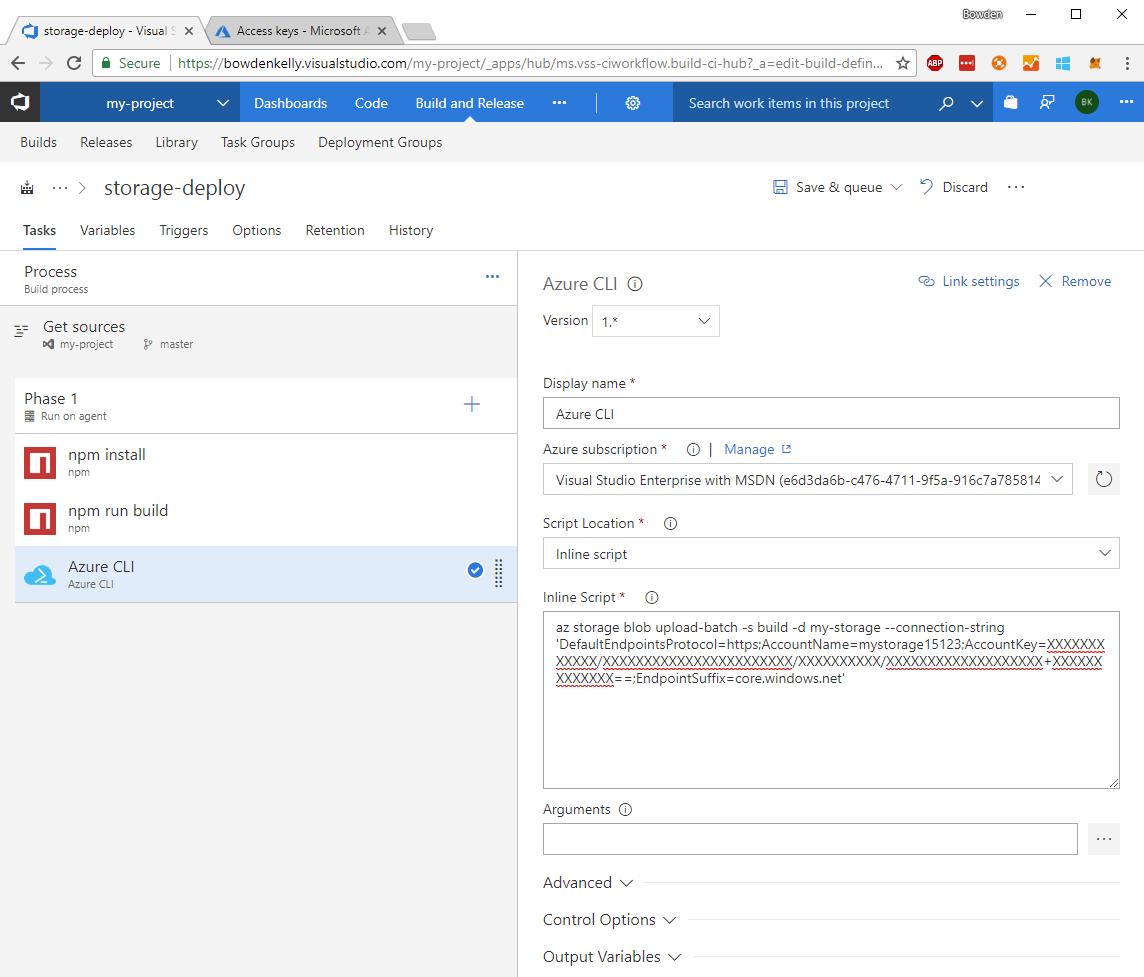 Bowden
storage-deploy - Visual S
Access keys - Microsoft A
Secure
https://bowdenkelly.visualstudio.com/my-project/_apps/hub/ms.vss-ciworkflow.build-ci-hub?_a=edit-build-defin...
ABP
my-project
Dashboards
Code
Build and Release
Search work items in this project
BK
Builds
Releases
Library
Task Groups
Deployment Groups
storage-deploy
Save & queue
Discard
Tasks
Variables
Triggers
Options
Retention
History
Process
Build process
Get sources
my-project
master
Phase 1
Run on agent
npm install
npm
npm run build
npm
Azure CLI
Azure CLI
Azure CLI
Link settings
Remove
Version
1.*
Display name *
Azure CLI
Azure subscription *
| Manage
Visual Studio Enterprise with MSDN (e6d3da6b-c476-4711-9f5a-916c7a785814
Script Location *
Inline script
Inline Script *
az storage blob upload-batch -s build -d my-storage --connection-string
'DefaultEndpointsProtocol=https;AccountName=mystorage15123;AccountKey=XXXXXXX
XXXXX/XXXXXXXXXXXXXXXXXXXXXXX/XXXXXXXXXX/XXXXXXXXXXXXXXXXXXX+XXXXXX
XXXXXXX==;EndpointSuffix=core.windows.net'
Arguments
Advanced
Control Options
Output Variables